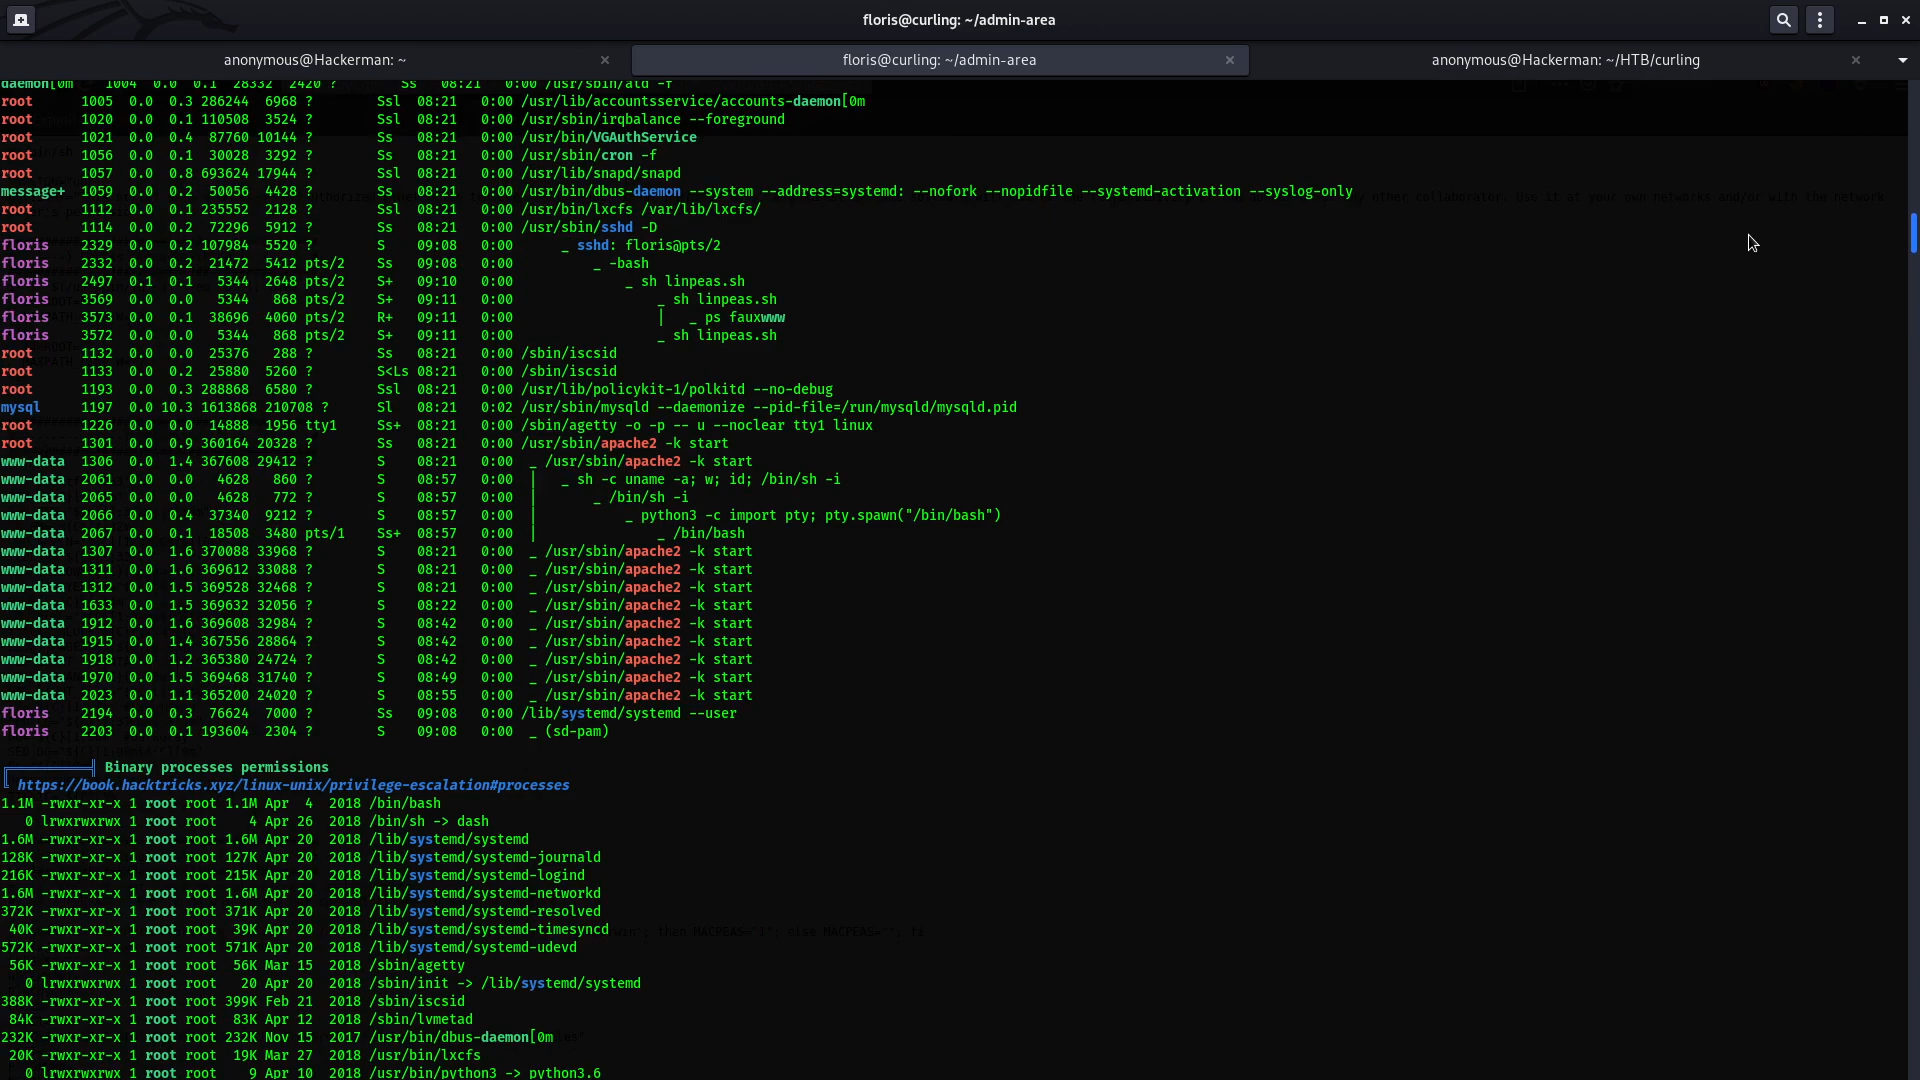 floris@curling: ~/admin-area
anonymous@Hackerman: ~
floris@curling: ~/admin-area
anonymous@Hackerman: ~/HTB/curling
daemon[0m    1004  0.0  0.1  28332  2420 ?        Ss   08:21   0:00 /usr/sbin/atd -f
root      1005  0.0  0.3 286244  6968 ?        Ssl  08:21   0:00 /usr/lib/accountsservice/accounts-daemon[0m
root      1020  0.0  0.1 110508  3524 ?        Ssl  08:21   0:00 /usr/sbin/irqbalance --foreground
root      1021  0.0  0.4  87760 10144 ?        Ss   08:21   0:00 /usr/bin/VGAuthService
root      1056  0.0  0.1  30028  3292 ?        Ss   08:21   0:00 /usr/sbin/cron -f
root      1057  0.0  0.8 693624 17944 ?        Ssl  08:21   0:00 /usr/lib/snapd/snapd
message+  1059  0.0  0.2  50056  4428 ?        Ss   08:21   0:00 /usr/bin/dbus-daemon --system --address=systemd: --nofork --nopidfile --systemd-activation --syslog-only
other collaborator. Use it at your own networks and/or with the network
root      1112  0.0  0.1 235552  2128 ?        Ssl  08:21   0:00 /usr/bin/lxcfs /var/lib/lxcfs/
root      1114  0.0  0.2  72296  5912 ?        Ss   08:21   0:00 /usr/sbin/sshd -D
floris    2329  0.0  0.2 107984  5520 ?        S    09:08   0:00      _ sshd: floris@pts/2
floris    2332  0.0  0.2  21472  5412 pts/2    Ss   09:08   0:00          _ -bash
floris    2497  0.1  0.1   5344  2648 pts/2    S+   09:10   0:00              _ sh linpeas.sh
floris    3569  0.0  0.0   5344   868 pts/2    S+   09:11   0:00                  _ sh linpeas.sh
floris    3573  0.0  0.1  38696  4060 pts/2    R+   09:11   0:00                  |   _ ps fauxwww
floris    3572  0.0  0.0   5344   868 pts/2    S+   09:11   0:00                  _ sh linpeas.sh
root      1132  0.0  0.0  25376   288 ?        Ss   08:21   0:00 /sbin/iscsid
root      1133  0.0  0.2  25880  5260 ?        S<Ls 08:21   0:00 /sbin/iscsid
root      1193  0.0  0.3 288868  6580 ?        Ssl  08:21   0:00 /usr/lib/policykit-1/polkitd --no-debug
mysql     1197  0.0 10.3 1613868 210708 ?      Sl   08:21   0:02 /usr/sbin/mysqld --daemonize --pid-file=/run/mysqld/mysqld.pid
root      1226  0.0  0.0  14888  1956 tty1     Ss+  08:21   0:00 /sbin/agetty -o -p -- u --noclear tty1 linux
root      1301  0.0  0.9 360164 20328 ?        Ss   08:21   0:00 /usr/sbin/apache2 -k start
www-data  1306  0.0  1.4 367608 29412 ?        S    08:21   0:00  _ /usr/sbin/apache2 -k start
www-data  2061  0.0  0.0   4628   860 ?        S    08:57   0:00  |   _ sh -c uname -a; w; id; /bin/sh -i
www-data  2065  0.0  0.0   4628   772 ?        S    08:57   0:00  |       _ /bin/sh -i
www-data  2066  0.0  0.4  37340  9212 ?        S    08:57   0:00  |           _ python3 -c import pty; pty.spawn("/bin/bash")
www-data  2067  0.0  0.1  18508  3480 pts/1    Ss+  08:57   0:00  |               _ /bin/bash
www-data  1307  0.0  1.6 370088 33968 ?        S    08:21   0:00  _ /usr/sbin/apache2 -k start
www-data  1311  0.0  1.6 369612 33088 ?        S    08:21   0:00  _ /usr/sbin/apache2 -k start
www-data  1312  0.0  1.5 369528 32468 ?        S    08:21   0:00  _ /usr/sbin/apache2 -k start
www-data  1633  0.0  1.5 369632 32056 ?        S    08:22   0:00  _ /usr/sbin/apache2 -k start
www-data  1912  0.0  1.6 369608 32984 ?        S    08:42   0:00  _ /usr/sbin/apache2 -k start
www-data  1915  0.0  1.4 367556 28864 ?        S    08:42   0:00  _ /usr/sbin/apache2 -k start
www-data  1918  0.0  1.2 365380 24724 ?        S    08:42   0:00  _ /usr/sbin/apache2 -k start
www-data  1970  0.0  1.5 369468 31740 ?        S    08:49   0:00  _ /usr/sbin/apache2 -k start
www-data  2023  0.0  1.1 365200 24020 ?        S    08:55   0:00  _ /usr/sbin/apache2 -k start
floris    2194  0.0  0.3  76624  7000 ?        Ss   09:08   0:00 /lib/systemd/systemd --user
floris    2203  0.0  0.1 193604  2304 ?        S    09:08   0:00  _ (sd-pam)
╔══════════╣ Binary processes permissions
╚ https://book.hacktricks.xyz/linux-unix/privilege-escalation#processes
1.1M -rwxr-xr-x 1 root root 1.1M Apr  4  2018 /bin/bash
   0 lrwxrwxrwx 1 root root    4 Apr 26  2018 /bin/sh -> dash
1.6M -rwxr-xr-x 1 root root 1.6M Apr 20  2018 /lib/systemd/systemd
128K -rwxr-xr-x 1 root root 127K Apr 20  2018 /lib/systemd/systemd-journald
216K -rwxr-xr-x 1 root root 215K Apr 20  2018 /lib/systemd/systemd-logind
1.6M -rwxr-xr-x 1 root root 1.6M Apr 20  2018 /lib/systemd/systemd-networkd
372K -rwxr-xr-x 1 root root 371K Apr 20  2018 /lib/systemd/systemd-resolved
 40K -rwxr-xr-x 1 root root  39K Apr 20  2018 /lib/systemd/systemd-timesyncd
then MACPEAS="1"; else MACPEAS=""; fi
572K -rwxr-xr-x 1 root root 571K Apr 20  2018 /lib/systemd/systemd-udevd
 56K -rwxr-xr-x 1 root root  56K Mar 15  2018 /sbin/agetty
   0 lrwxrwxrwx 1 root root   20 Apr 20  2018 /sbin/init -> /lib/systemd/systemd
388K -rwxr-xr-x 1 root root 399K Feb 21  2018 /sbin/iscsid
 84K -rwxr-xr-x 1 root root  83K Apr 12  2018 /sbin/lvmetad
232K -rwxr-xr-x 1 root root 232K Nov 15  2017 /usr/bin/dbus-daemon[0m
 20K -rwxr-xr-x 1 root root  19K Mar 27  2018 /usr/bin/lxcfs
   0 lrwxrwxrwx 1 root root    9 Apr 10  2018 /usr/bin/python3 -> python3.6